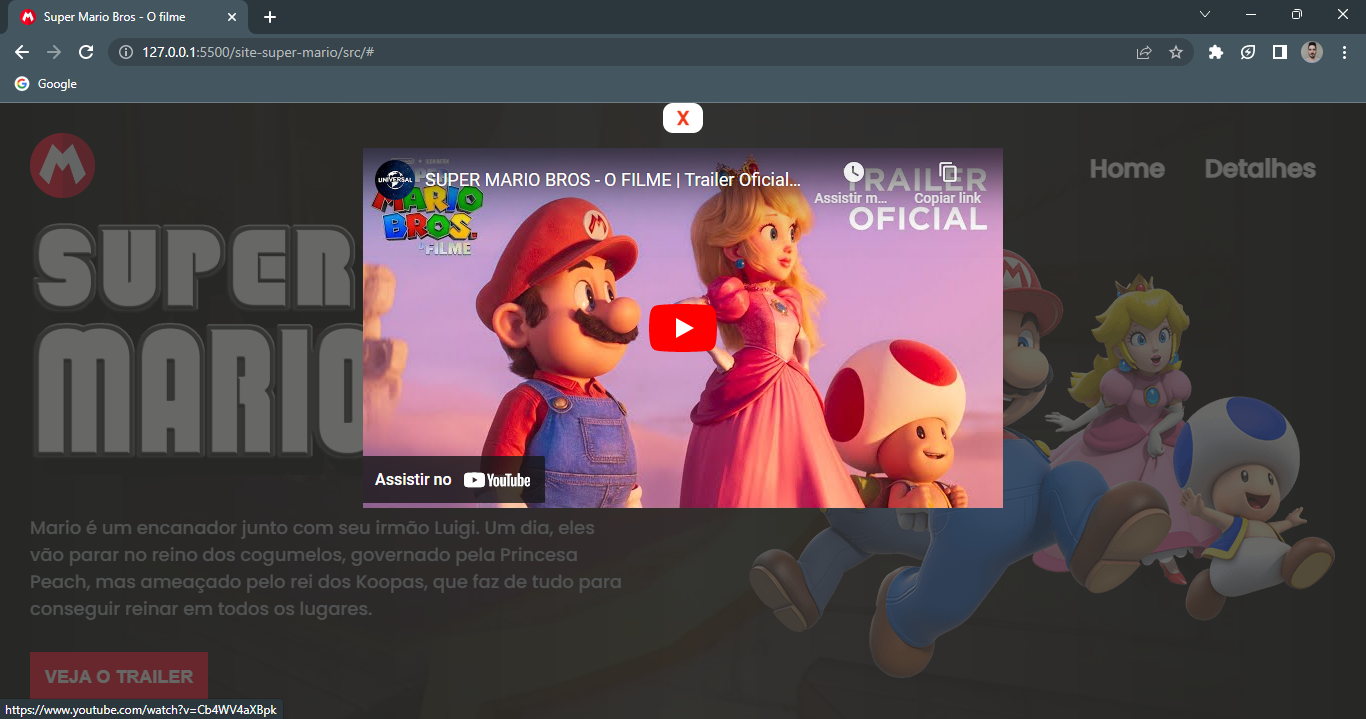 Super Mario Bros - O filme
127.0.0.1:5500/site-super-mario/src/#
Google
X
M
Home
Detalhes
UNIVERSAL
SUPER MARIO BROS - O FILME | Trailer Oficial...
Assistir m...
Copiar link
TRAILER
OFICIAL
MARIO
BROS.
O FILME
SUPER
MARIO
Assistir no YouTube
Mario é um encanador junto com seu irmão Luigi. Um dia, eles
vão parar no reino dos cogumelos, governado pela Princesa
Peach, mas ameaçado pelo rei dos Koopas, que faz de tudo para
conseguir reinar em todos os lugares.
VEJA O TRAILER
https://www.youtube.com/watch?v=Cb4WV4aXBpk